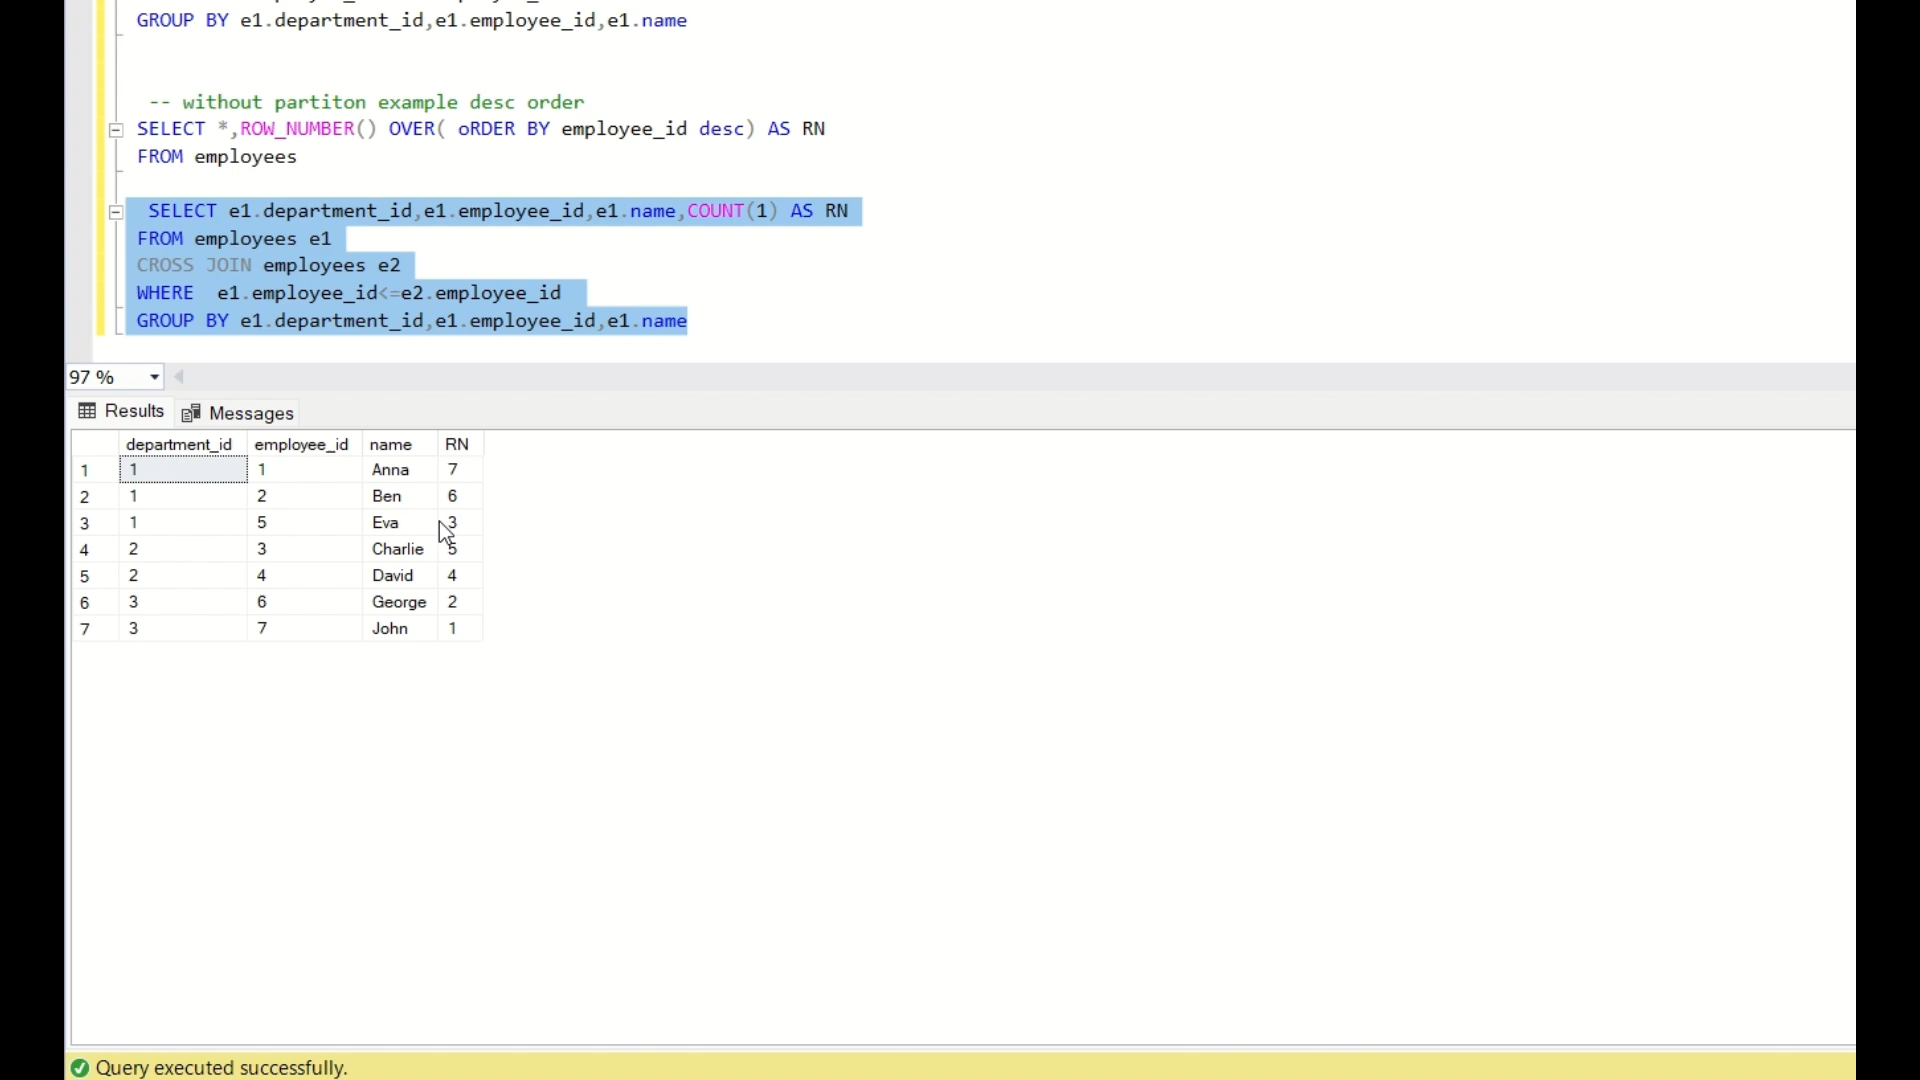 GROUP BY e1.department_id,e1.employee_id,e1.name
-- without partiton example desc order
SELECT *,ROW_NUMBER() OVER( oRDER BY employee_id desc) AS RN
FROM employees
SELECT e1.department_id,e1.employee_id,e1.name,COUNT(1) AS RN
FROM employees e1
CROSS JOIN employees e2
WHERE  e1.employee_id<=e2.employee_id
GROUP BY e1.department_id,e1.employee_id,e1.name
97 %
Results Messages
department_id employee_id name RN
1 1 1 Anna 7
2 1 2 Ben 6
3 1 5 Eva 3
4 2 3 Charlie 5
5 2 4 David 4
6 3 6 George 2
7 3 7 John 1
Query executed successfully.